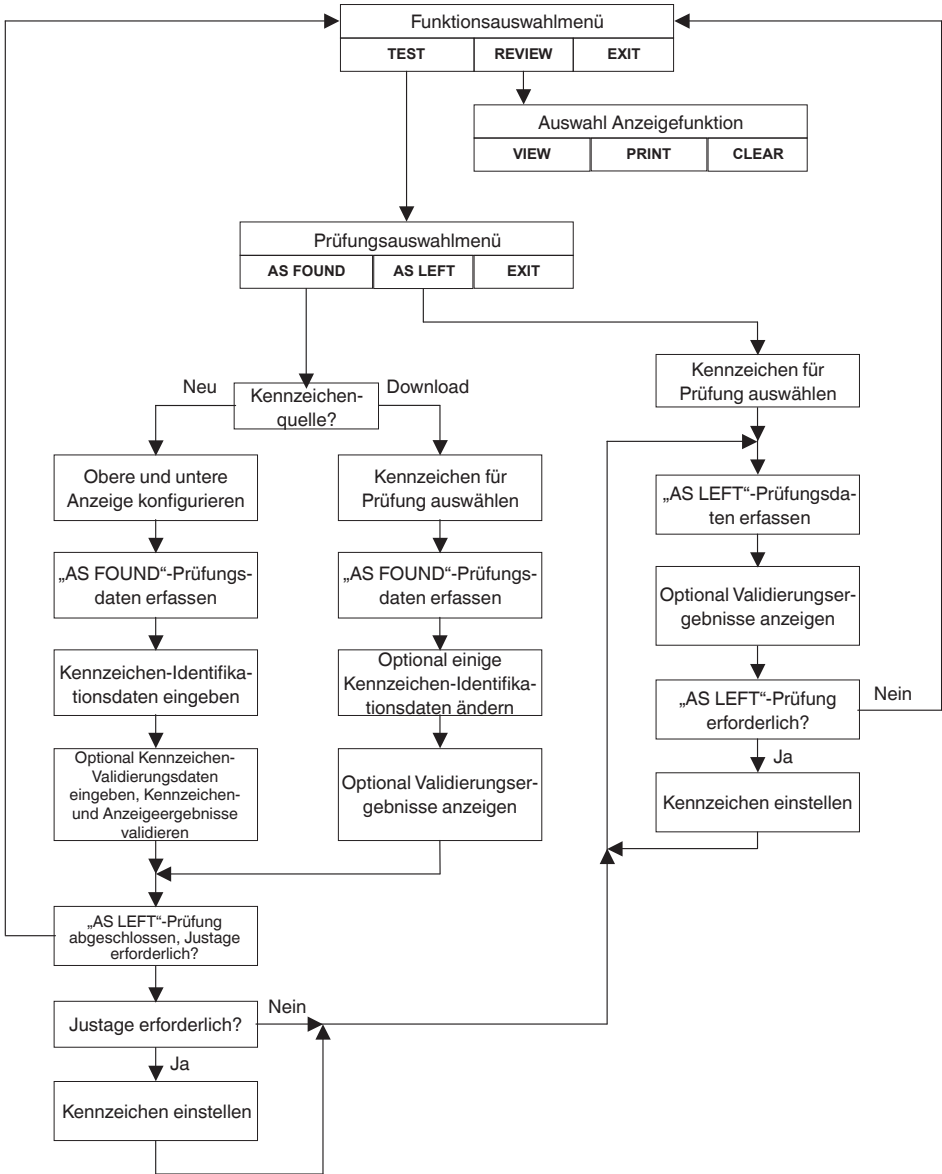 Funktionsauswahlmenü
TEST REVIEW EXIT
Auswahl Anzeigefunktion
VIEW PRINT CLEAR
Prüfungsauswahlmenü
AS FOUND AS LEFT EXIT
Neu
Kennzeichen-
quelle?
Download
Obere und untere
Anzeige konfigurieren
„AS FOUND“-Prüfungs-
daten erfassen
Kennzeichen-Identifika-
tionsdaten eingeben
Optional Kennzeichen-
Validierungsdaten
eingeben, Kennzeichen-
und Anzeigeergebnisse
validieren
Kennzeichen für
Prüfung auswählen
„AS FOUND“-Prüfungs-
daten erfassen
Optional einige
Kennzeichen-Identifika-
tionsdaten ändern
Optional Validierungser-
gebnisse anzeigen
„AS LEFT“-Prüfung
abgeschlossen, Justage
erforderlich?
Justage erforderlich?
Nein
Ja
Kennzeichen einstellen
Kennzeichen für
Prüfung auswählen
„AS LEFT“-Prüfungsda-
ten erfassen
Optional Validierungser-
gebnisse anzeigen
„AS LEFT“-Prüfung
erforderlich?
Nein
Ja
Kennzeichen einstellen